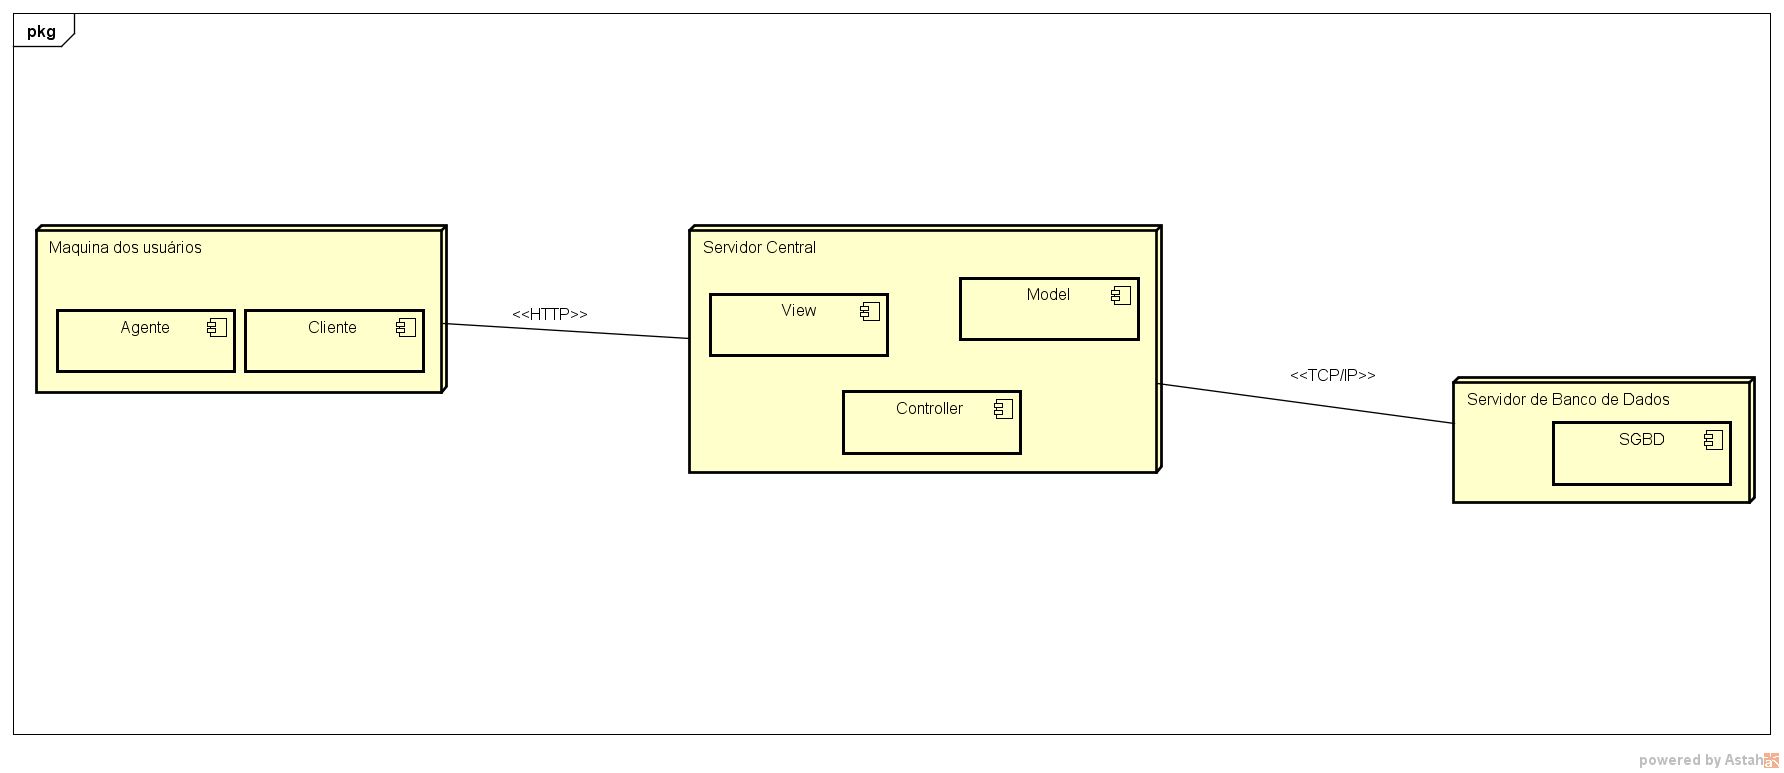 pkg
Maquina dos usuários
Agente
Cliente
<<HTTP>>
Servidor Central
View
Model
Controller
<<TCP/IP>>
Servidor de Banco de Dados
SGBD
powered by Astah